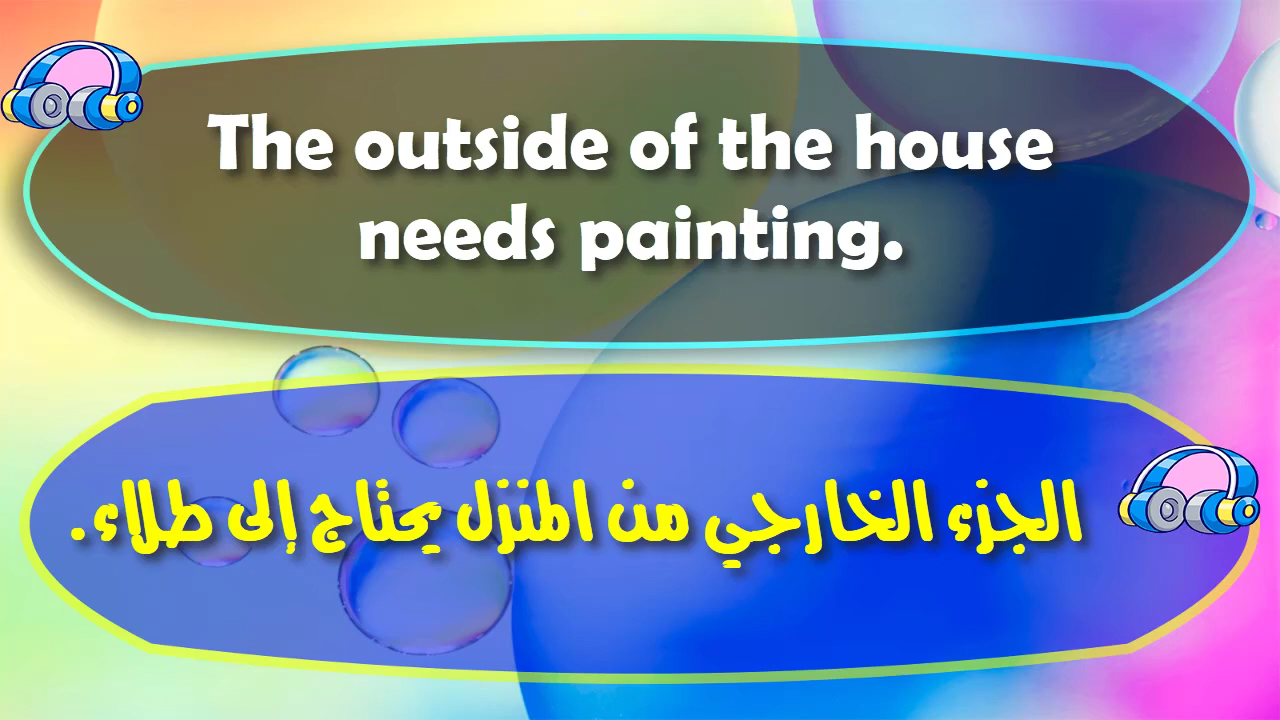 The outside of the house
needs painting.
الجزء الخارجي من المنزل يحتاج إلى طلاء.